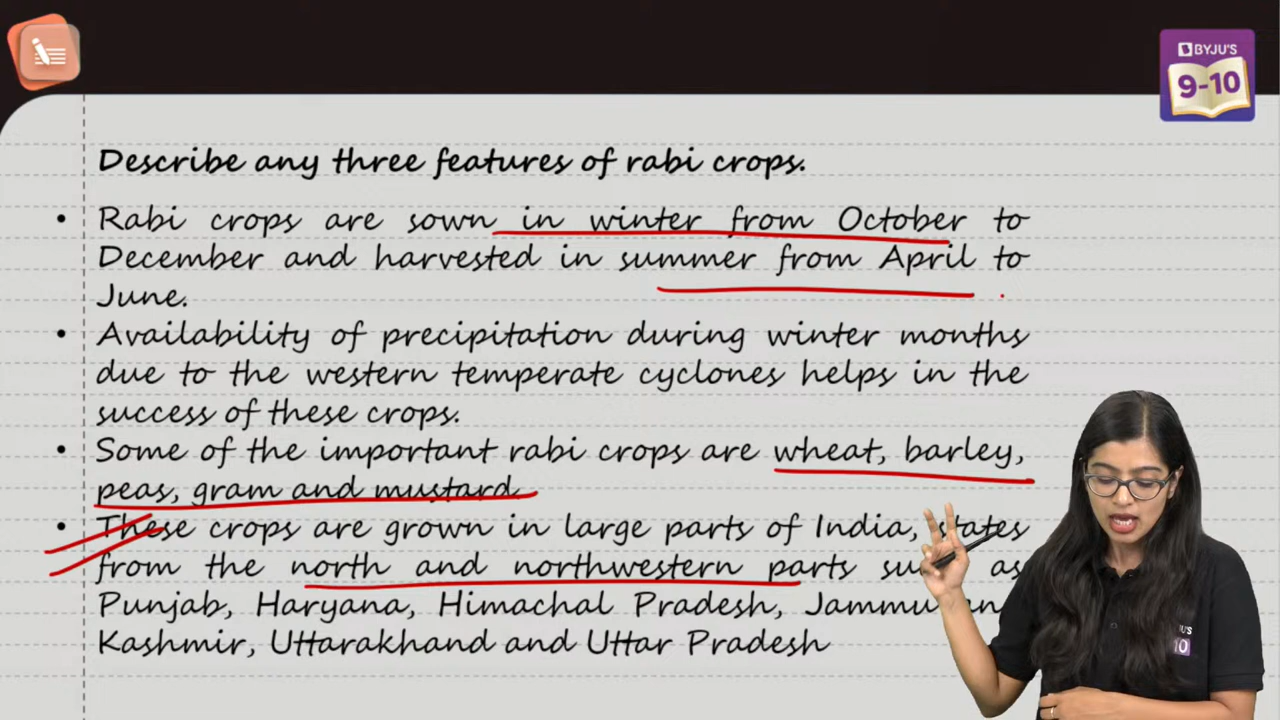 BYJU'S
9-10
Describe any three features of rabi crops.
• Rabi crops are sown in winter from October to
December and harvested in summer from April to
June.
• Availability of precipitation during winter months
due to the western temperate cyclones helps in the
success of these crops.
• Some of the important rabi crops are wheat, barley,
peas, gram and mustard
• These crops are grown in large parts of India, states
from the north and northwestern parts as
Punjab, Haryana, Himachal Pradesh, Jammu
Kashmir, Uttarakhand and Uttar Pradesh